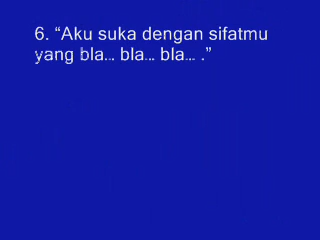 6. “Aku suka dengan sifatmu
yang bla... bla... bla... .”